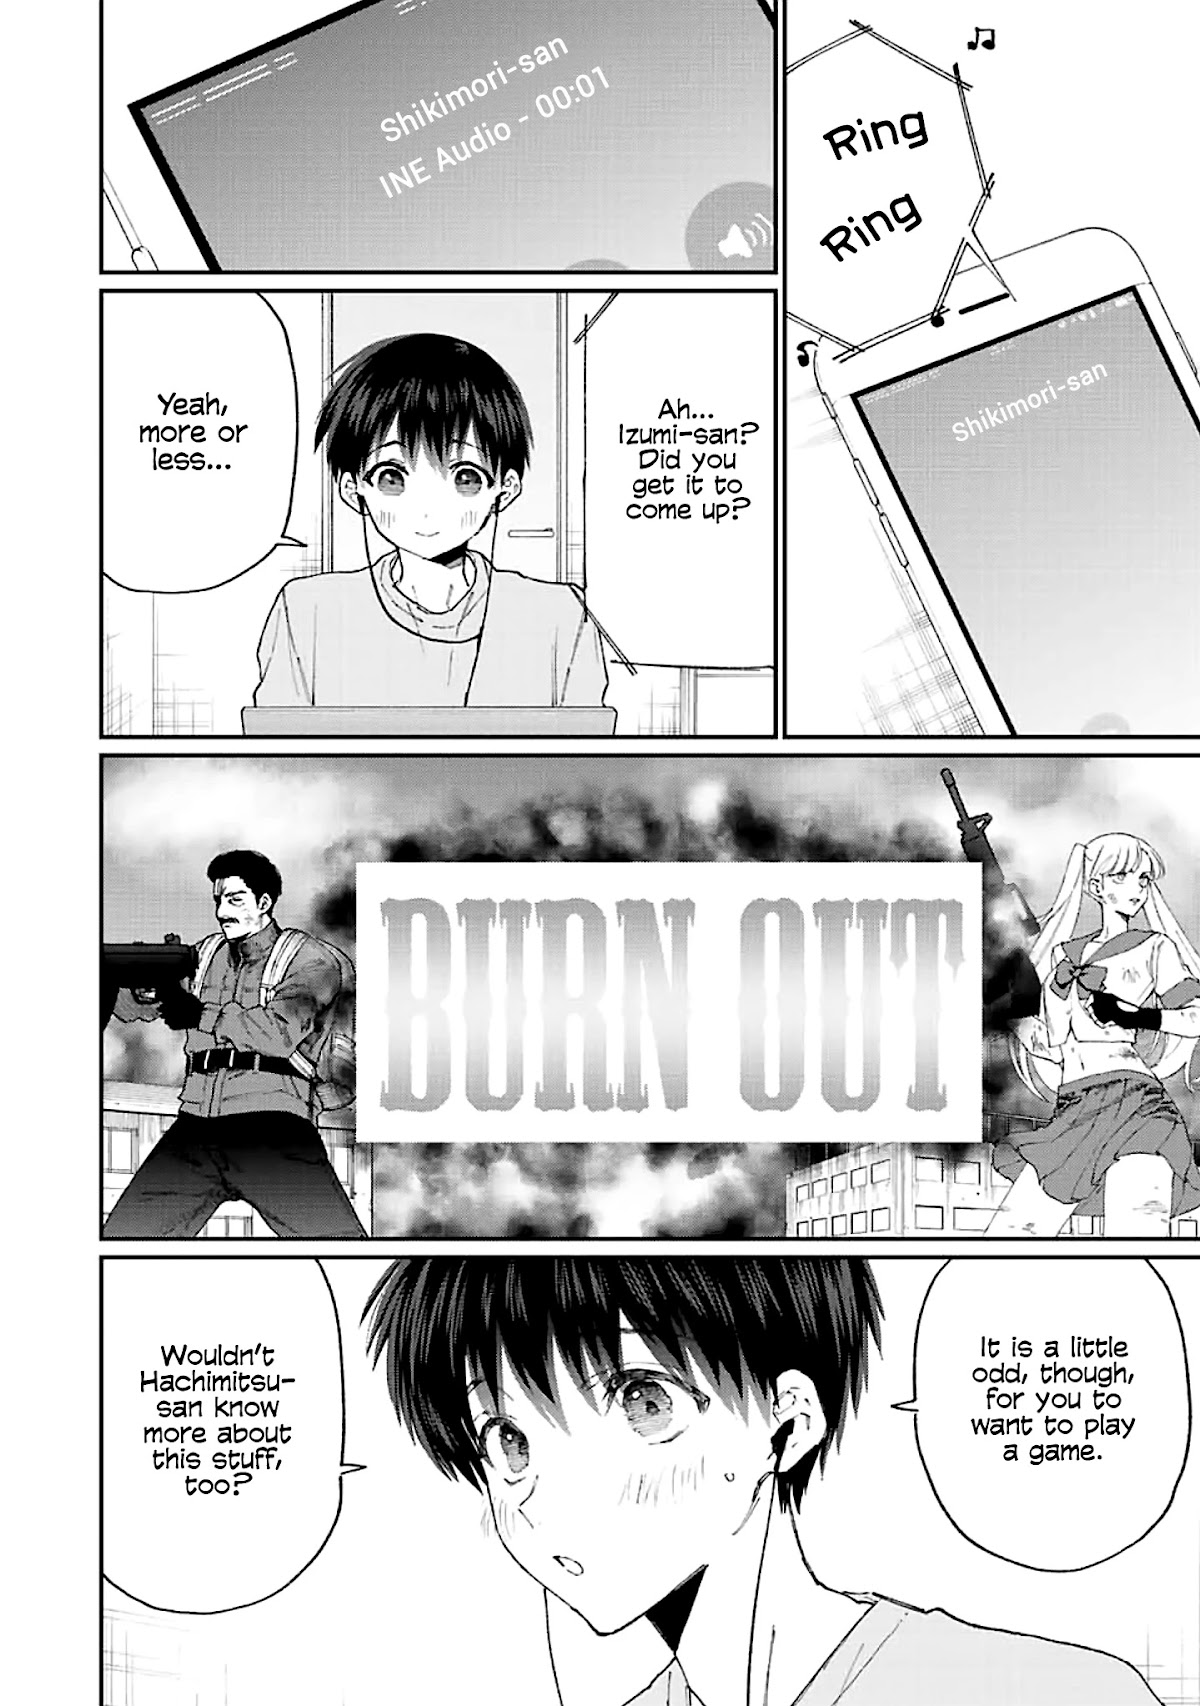 Ring
Ring
Shikimori-san
Shikimori-san
INE Audio - 00:01
Ah...
Izumi-san?
Did you
get it to
come up?
Yeah,
more or
less...
BURN OUT
It is a little
odd, though,
for you to
want to play
a game.
Wouldn't
Hachimitsu-
san know
more about
this stuff,
too?